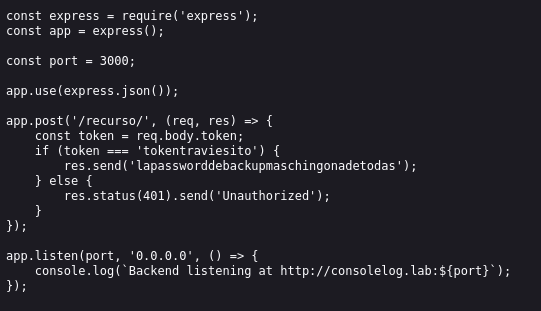 const express = require('express');
const app = express();
const port = 3000;
app.use(express.json());
app.post('/recurso/', (req, res) => {
    const token = req.body.token;
    if (token === 'tokentraviesito') {
        res.send('lapassworddebackupmaschingonadetodas');
    } else {
        res.status(401).send('Unauthorized');
    }
});
app.listen(port, '0.0.0.0', () => {
    console.log(`Backend listening at http://consolelog.lab:${port}`);
});